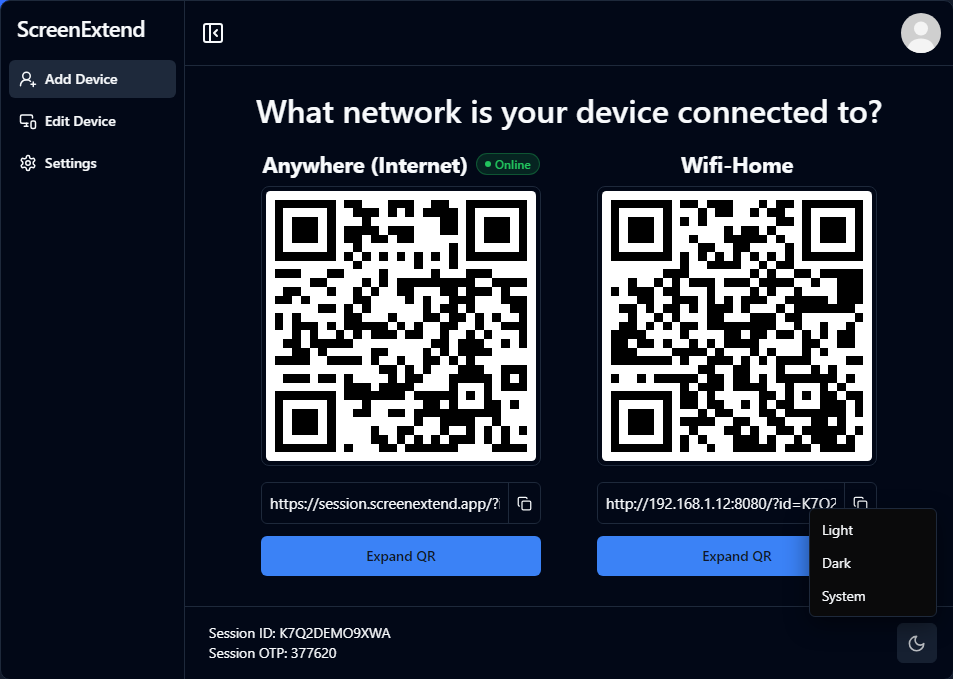 ScreenExtend
Add Device
Edit Device
Settings
What network is your device connected to?
Anywhere (Internet)
Online
Wifi-Home
https://session.screenextend.app/?i
http://192.168.1.12:8080/?id=K7Q2
Expand QR
Expand QR
Light
Dark
System
Session ID: K7Q2DEMO9XWA
Session OTP: 377620